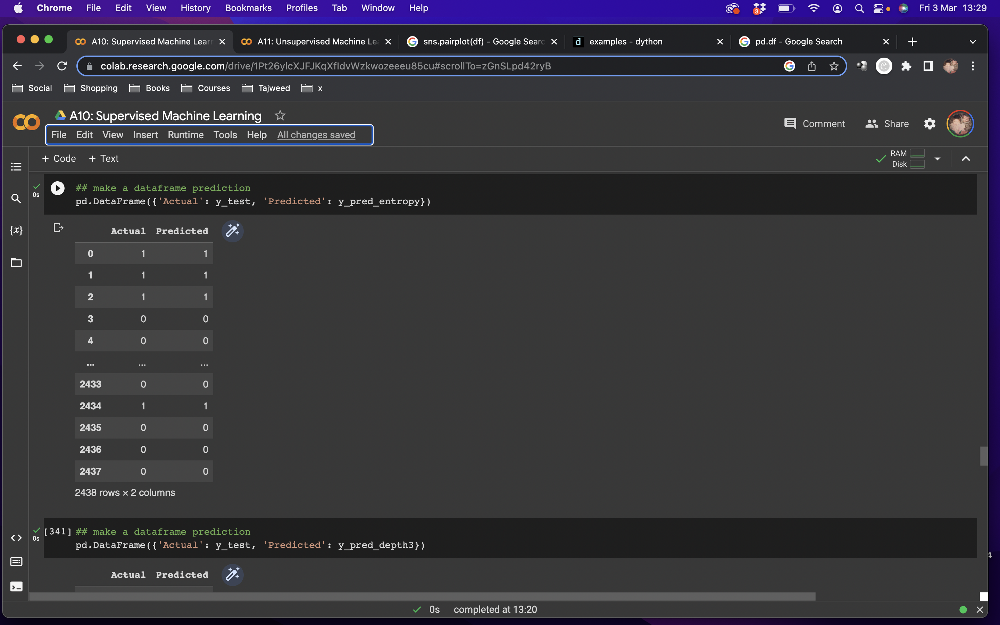 Chrome File Edit View History Bookmarks Profiles Tab Window Help 3 Fri 3 Mar 13:29
A10: Supervised Machine Learn A11: Unsupervised Machine Le sns.pairplot(df) - Google Searc d examples - dython pd.df - Google Search
colab.research.google.com/drive/1Pt26ylcXJFJKqXfIdvWzkwozeeeu85cu#scrollTo=zGnSLpd42ryB
Social Shopping Books Courses Tajweed x
A10: Supervised Machine Learning
File Edit View Insert Runtime Tools Help All changes saved
Comment Share
+ Code + Text
RAM
Disk
## make a dataframe prediction
0s
pd.DataFrame({'Actual': y_test, 'Predicted': y_pred_entropy})
{x}
Actual Predicted
0 1 1
1 1 1
2 1 1
3 0 0
4 0 0
... ... ...
2433 0 0
2434 1 1
2435 0 0
2436 0 0
2437 0 0
2438 rows × 2 columns
[341] ## make a dataframe prediction
0s
pd.DataFrame({'Actual': y_test, 'Predicted': y_pred_depth3})
4
Actual Predicted
0s completed at 13:20